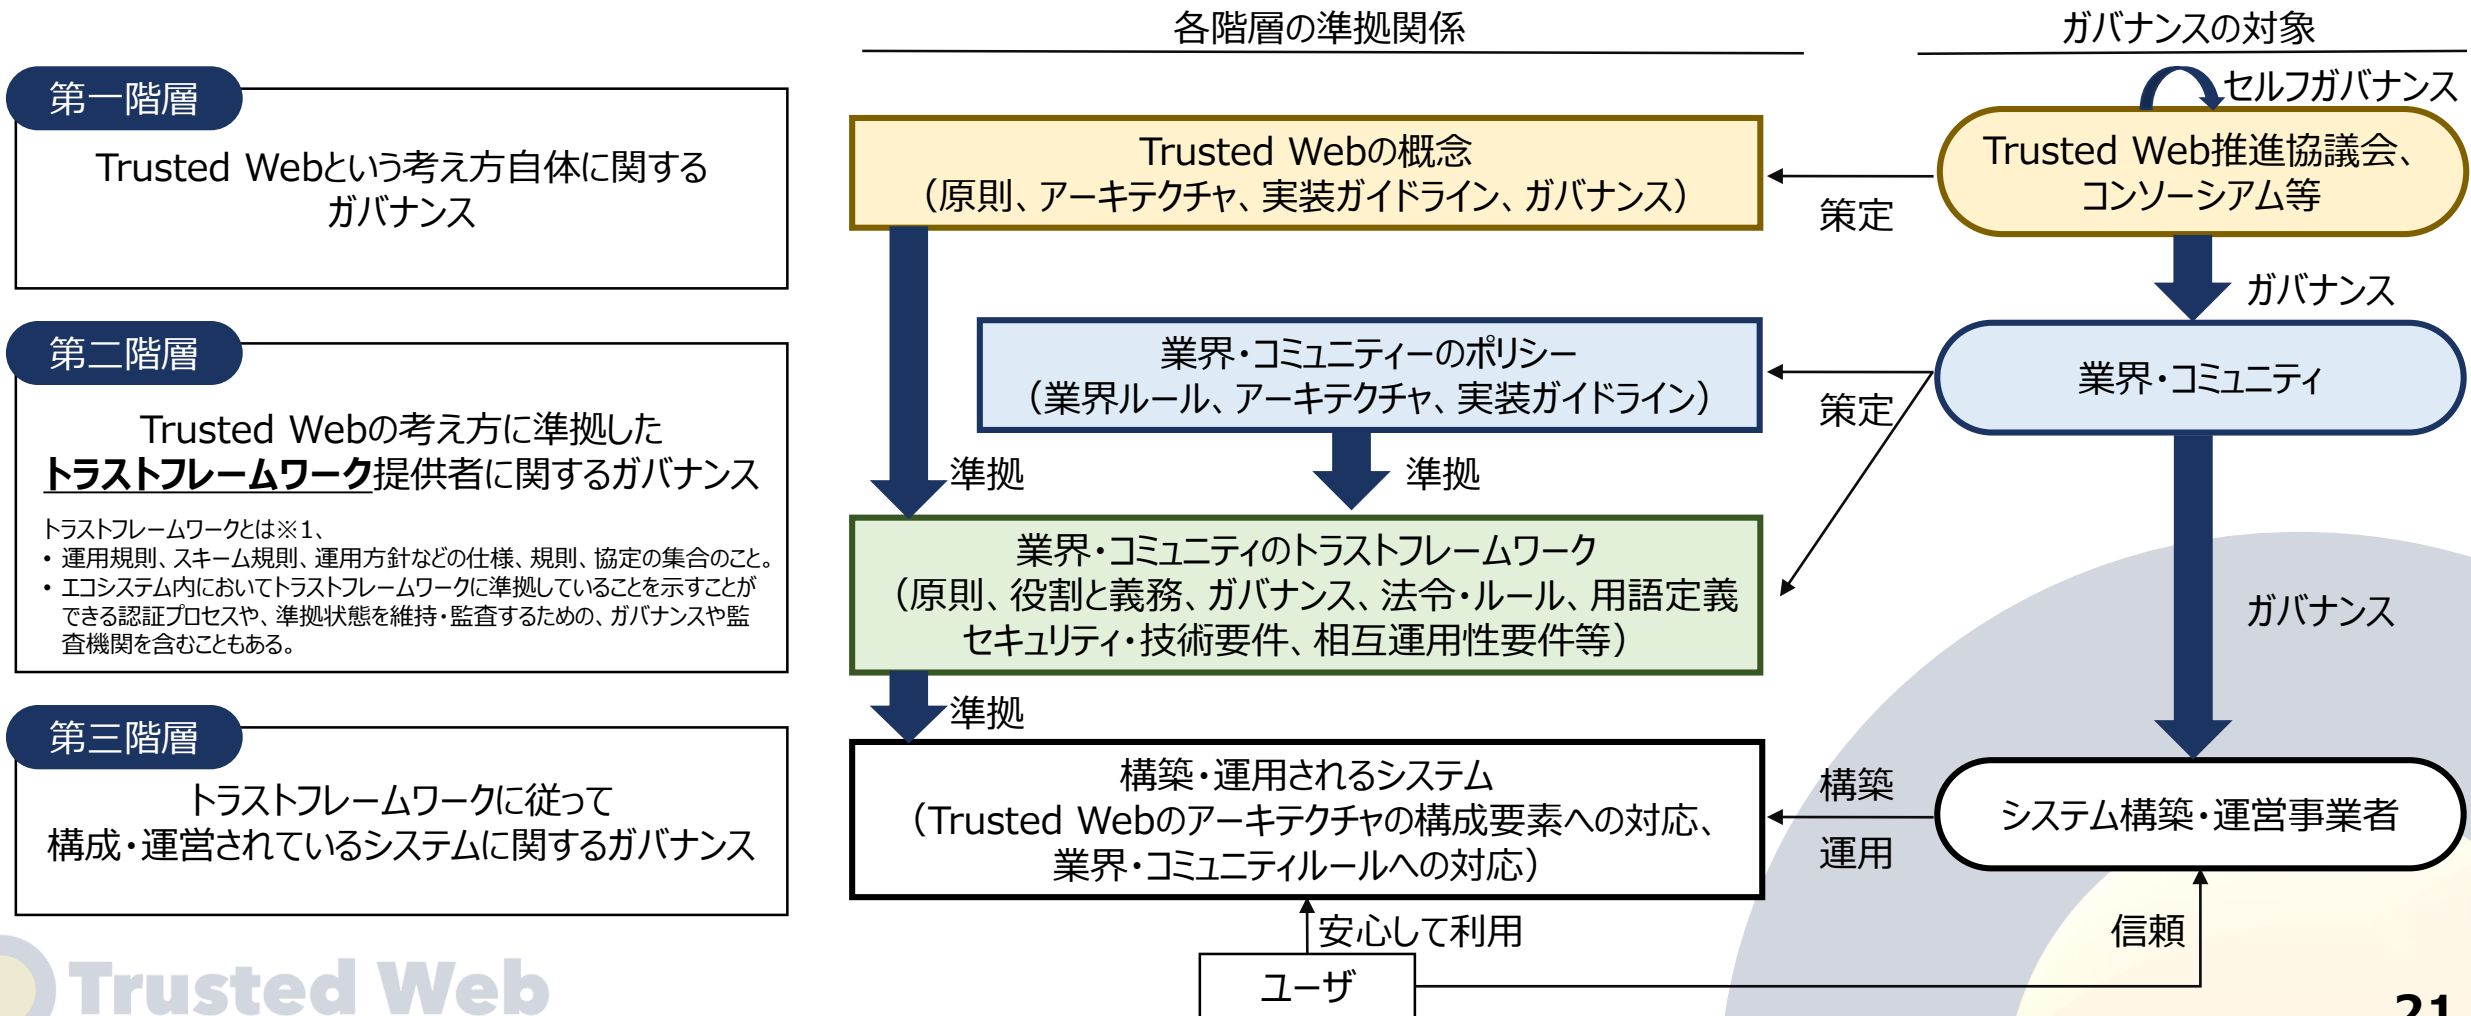 各階層の準拠関係
ガバナンスの対象
第一階層
Trusted Webという考え方自体に関する
ガバナンス
Trusted Webの概念
（原則、アーキテクチャ、実装ガイドライン、ガバナンス）
策定
セルフガバナンス
Trusted Web推進協議会、
コンソーシアム等
ガバナンス
第二階層
Trusted Webの考え方に準拠した
トラストフレームワーク提供者に関するガバナンス
トラストフレームワークとは※1、
• 運用規則、スキーム規則、運用方針などの仕様、規則、協定の集合のこと。
• エコシステム内においてトラストフレームワークに準拠していることを示すことが
できる認証プロセスや、準拠状態を維持・監査するための、ガバナンスや監
査機関を含むこともある。
業界・コミュニティーのポリシー
（業界ルール、アーキテクチャ、実装ガイドライン）
策定
業界・コミュニティ
準拠
準拠
業界・コミュニティのトラストフレームワーク
（原則、役割と義務、ガバナンス、法令・ルール、用語定義
セキュリティ・技術要件、相互運用性要件等）
ガバナンス
準拠
第三階層
トラストフレームワークに従って
構成・運営されているシステムに関するガバナンス
構築・運用されるシステム
（Trusted Webのアーキテクチャの構成要素への対応、
業界・コミュニティルールへの対応）
構築
運用
システム構築・運営事業者
安心して利用
信頼
ユーザ
Trusted Web
21